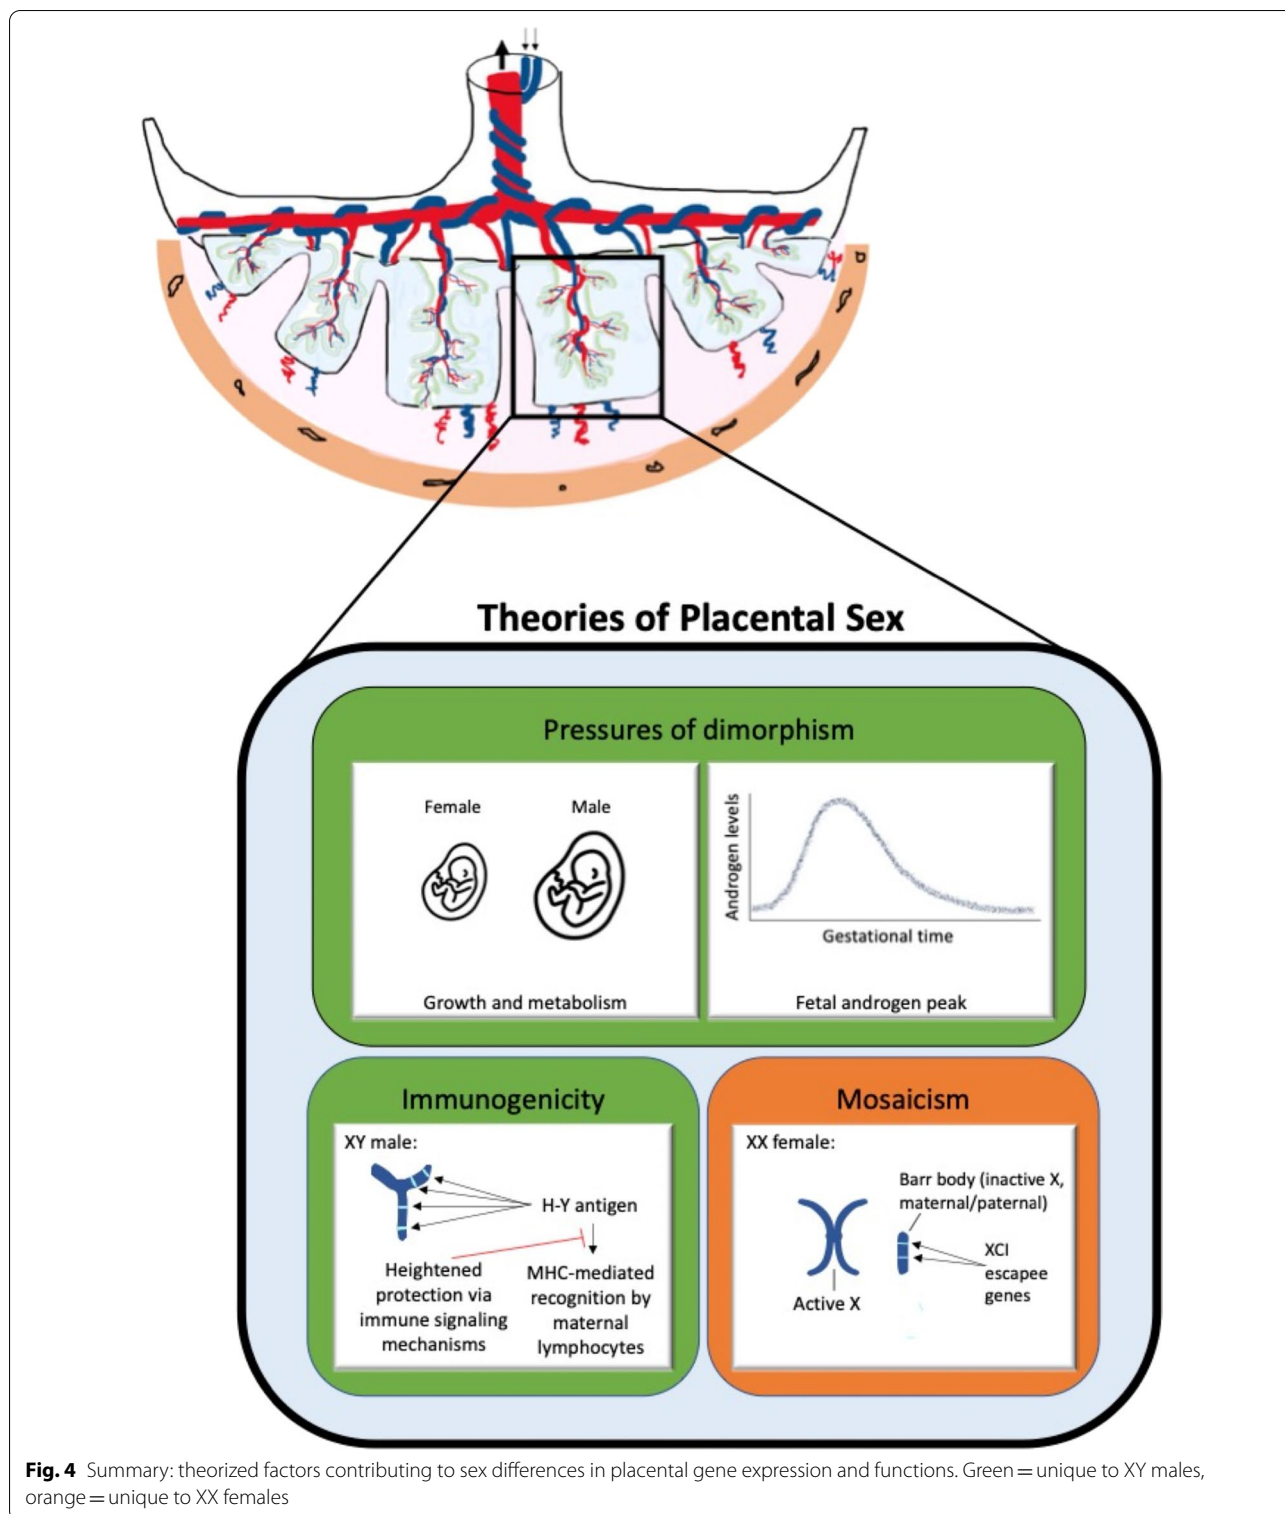 Theories of Placental Sex
Pressures of dimorphism
Female
Male
Growth and metabolism
Androgen levels
Gestational time
Fetal androgen peak
Immunogenicity
XY male:
H-Y antigen
Heightened
protection via
immune signaling
mechanisms
MHC-mediated
recognition by
maternal
lymphocytes
Mosaicism
XX female:
Barr body (inactive X,
maternal/paternal)
Active X
XCI
escapee
genes
Fig. 4 Summary: theorized factors contributing to sex differences in placental gene expression and functions. Green = unique to XY males,
orange = unique to XX females